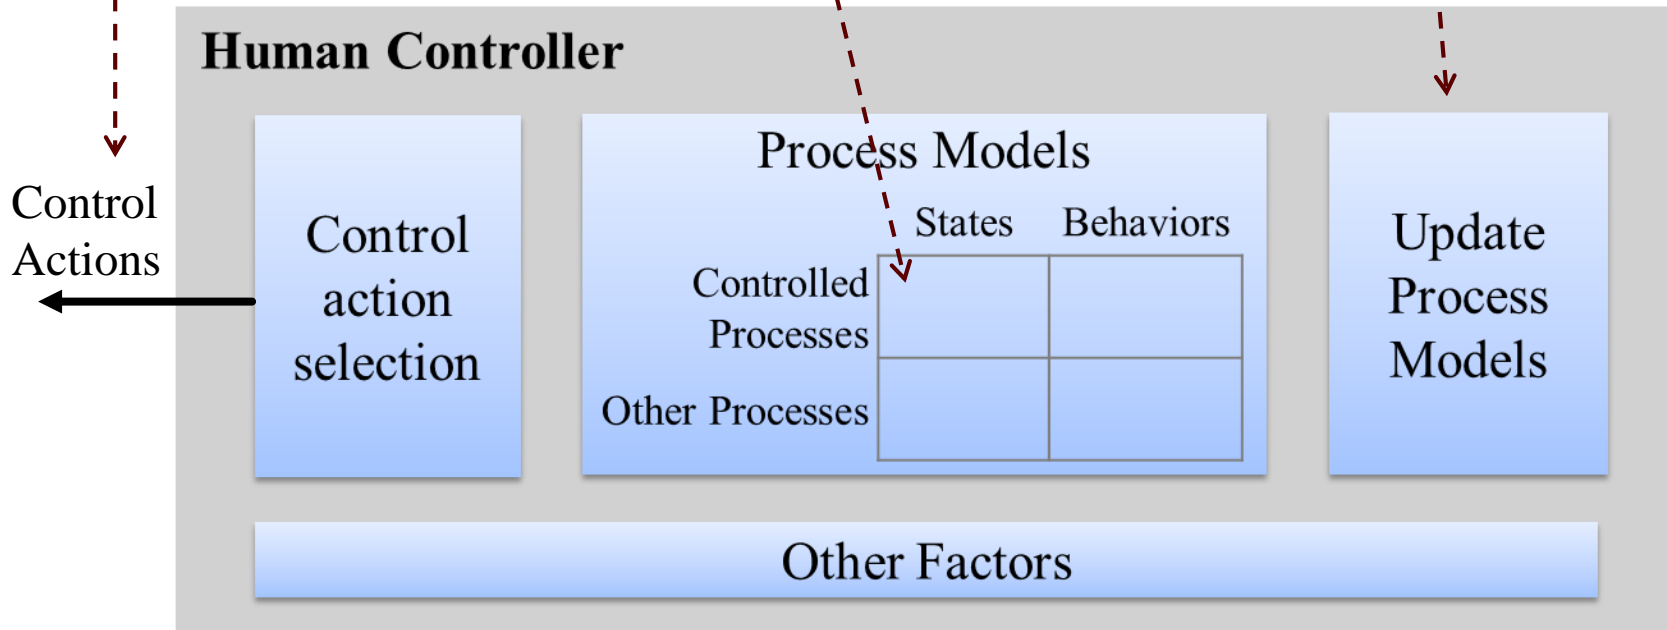 Human Controller
Control
Actions
Control
action
selection
Process Models
States Behaviors
Controlled
Processes
Other Processes
Update
Process
Models
Other Factors